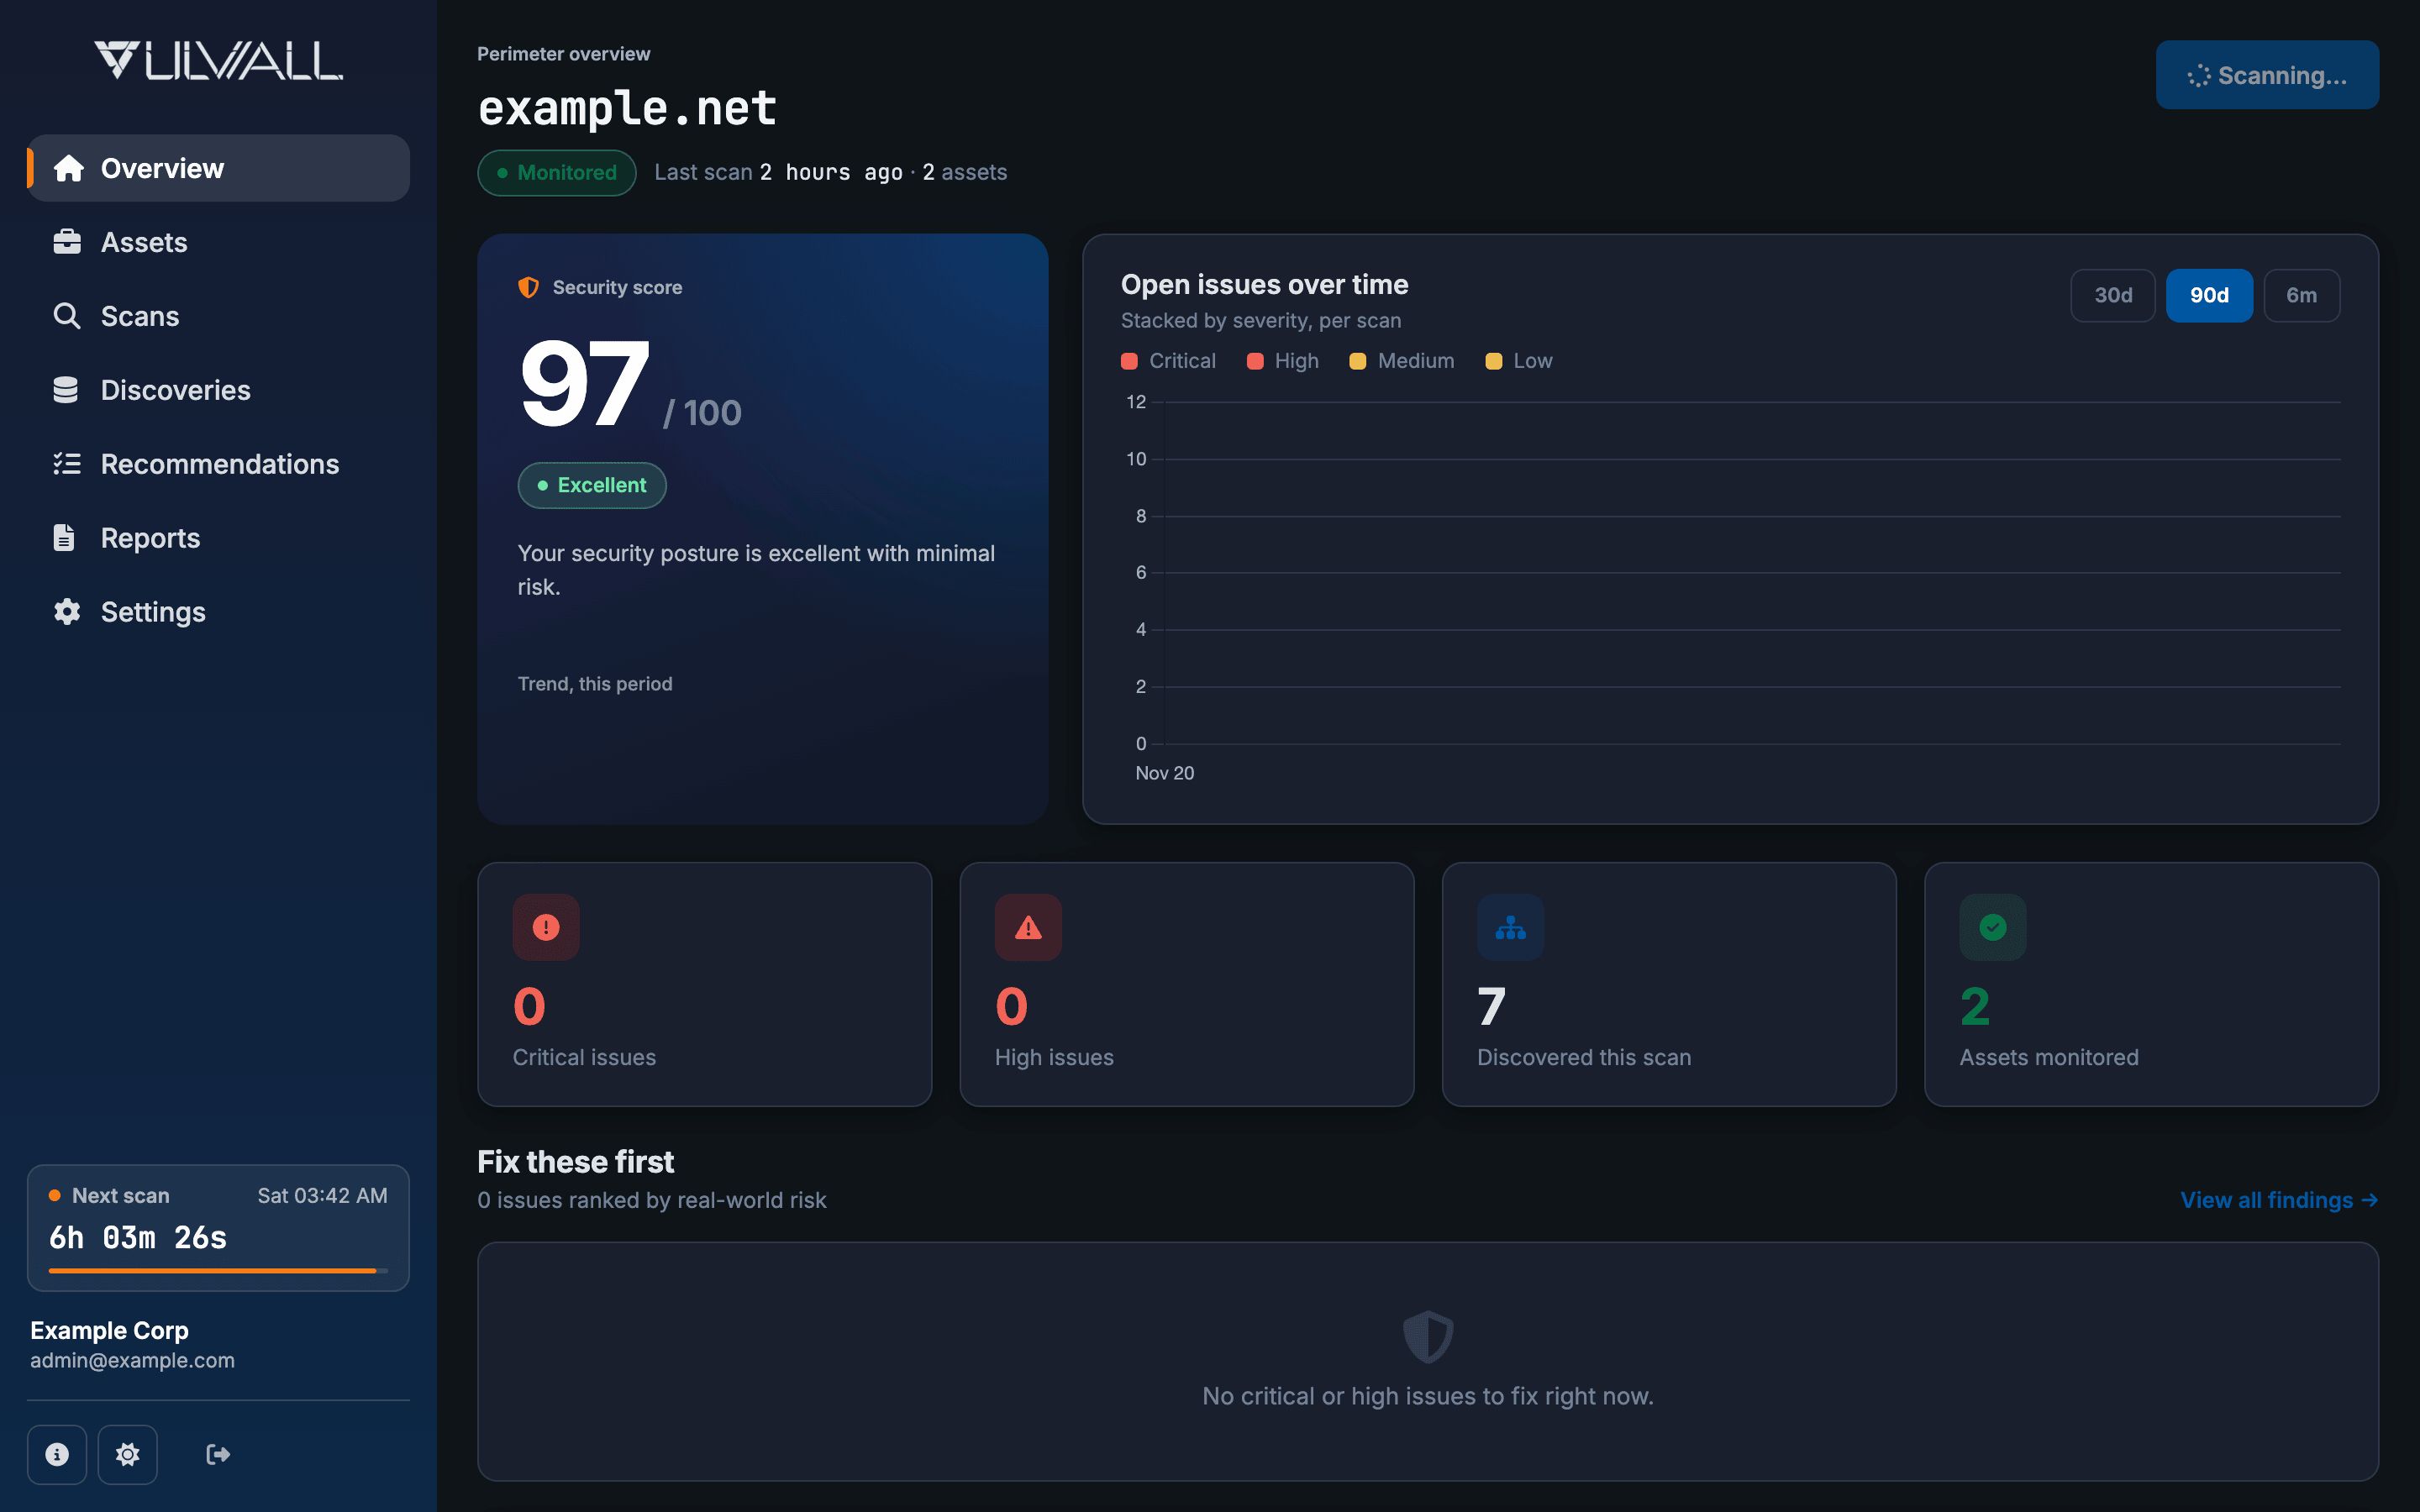 VULWALL
Overview
Assets
Scans
Discoveries
Recommendations
Reports
Settings
Next scan Sat 03:42 AM
6h 03m 26s
Example Corp
admin@example.com
Perimeter overview
example.net
Monitored Last scan 2 hours ago · 2 assets
Scanning...
Security score
97 / 100
Excellent
Your security posture is excellent with minimal
risk.
Trend, this period
Open issues over time
Stacked by severity, per scan
30d 90d 6m
Critical High Medium Low
12
10
8
6
4
2
0
Nov 20
0
Critical issues
0
High issues
7
Discovered this scan
2
Assets monitored
Fix these first
0 issues ranked by real-world risk
View all findings →
No critical or high issues to fix right now.